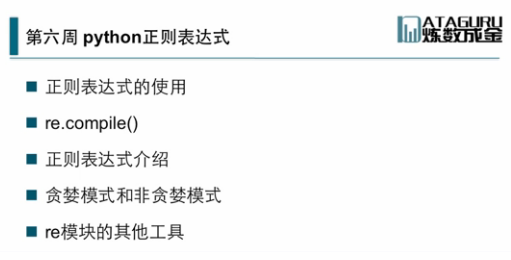 第六周 python正则表达式
DATAGURU
炼数成金
正则表达式的使用
re.compile()
正则表达式介绍
贪婪模式和非贪婪模式
re模块的其他工具